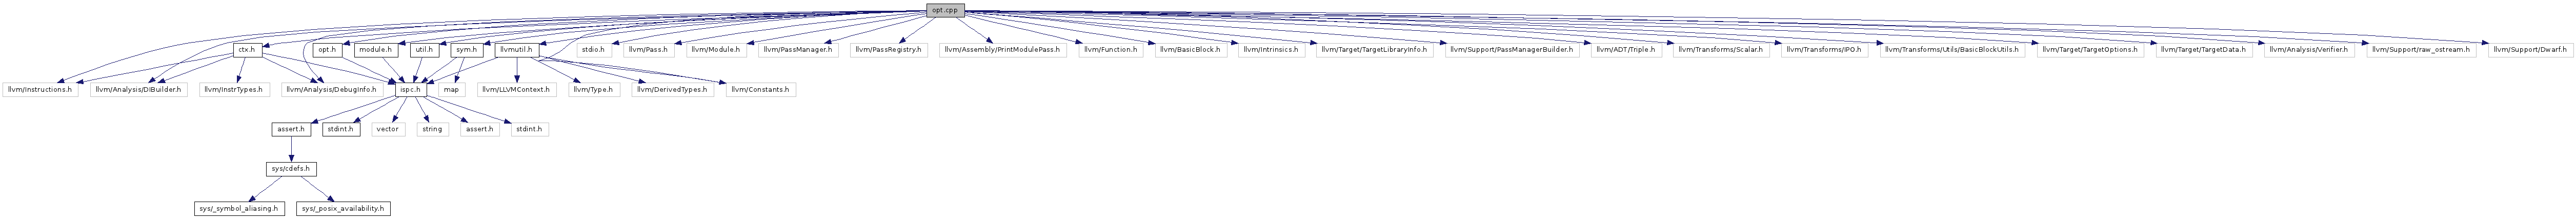 opt.cpp
ctx.h
opt.h
module.h
util.h
sym.h
llvmutil.h
stdio.h
llvm/Pass.h
llvm/Module.h
llvm/PassManager.h
llvm/PassRegistry.h
llvm/Assembly/PrintModulePass.h
llvm/Function.h
llvm/BasicBlock.h
llvm/Intrinsics.h
llvm/Target/TargetLibraryInfo.h
llvm/Support/PassManagerBuilder.h
llvm/ADT/Triple.h
llvm/Transforms/Scalar.h
llvm/Transforms/IPO.h
llvm/Transforms/Utils/BasicBlockUtils.h
llvm/Target/TargetOptions.h
llvm/Target/TargetData.h
llvm/Analysis/Verifier.h
llvm/Support/raw_ostream.h
llvm/Support/Dwarf.h
llvm/Instructions.h
llvm/Analysis/DIBuilder.h
llvm/InstrTypes.h
llvm/Analysis/DebugInfo.h
ispc.h
map
llvm/LLVMContext.h
llvm/Type.h
llvm/DerivedTypes.h
llvm/Constants.h
assert.h
stdint.h
vector
string
assert.h
stdint.h
sys/cdefs.h
sys/_symbol_aliasing.h
sys/_posix_availability.h